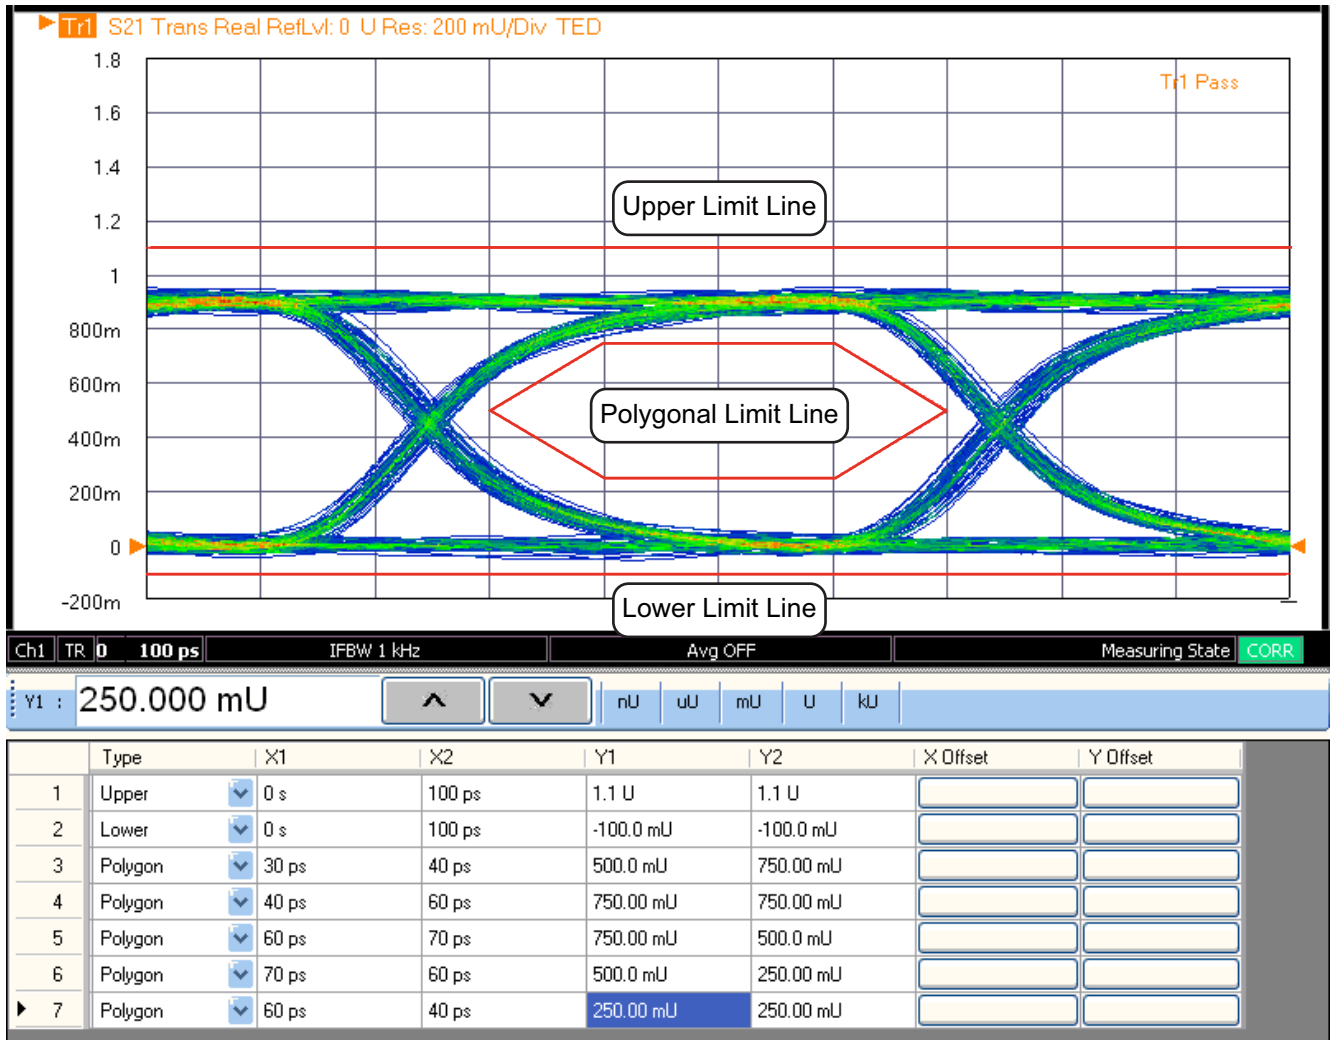 Tr1 S21 Trans Real RefLvl: 0 U Res: 200 mU/Div TED
1.8
Tr1 Pass
1.6
1.4
Upper Limit Line
1.2
1
800m
600m
Polygonal Limit Line
400m
200m
0
Lower Limit Line
-200m
Ch1 TR 0 100 ps IFBW 1 kHz Avg OFF Measuring State CORR
Y1 : 250.000 mU nU uU mU U kU
Type X1 X2 Y1 Y2 X Offset Y Offset
1 Upper 0 s 100 ps 1.1 U 1.1 U
2 Lower 0 s 100 ps -100.0 mU -100.0 mU
3 Polygon 30 ps 40 ps 500.0 mU 750.00 mU
4 Polygon 40 ps 60 ps 750.00 mU 750.00 mU
5 Polygon 60 ps 70 ps 750.00 mU 500.0 mU
6 Polygon 70 ps 60 ps 500.0 mU 250.00 mU
7 Polygon 60 ps 40 ps 250.00 mU 250.00 mU